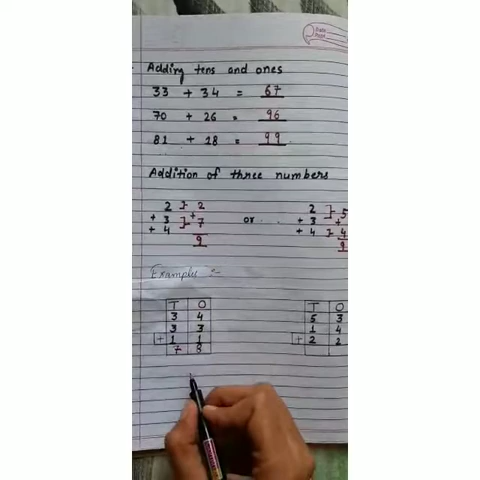 Date
Page
Adding tens and ones
33 + 34 = 67
70 + 26 = 96
81 + 18 = 99
Addition of three numbers
2 }- 2 2 }- 5
+ 3 }- + 7 or + 3 +
+ 4 + 4 }- 4
9 9
Example :-
T O T O
3 4 5 3
3 3 1 4
+ 1 1 + 2 2
7 8